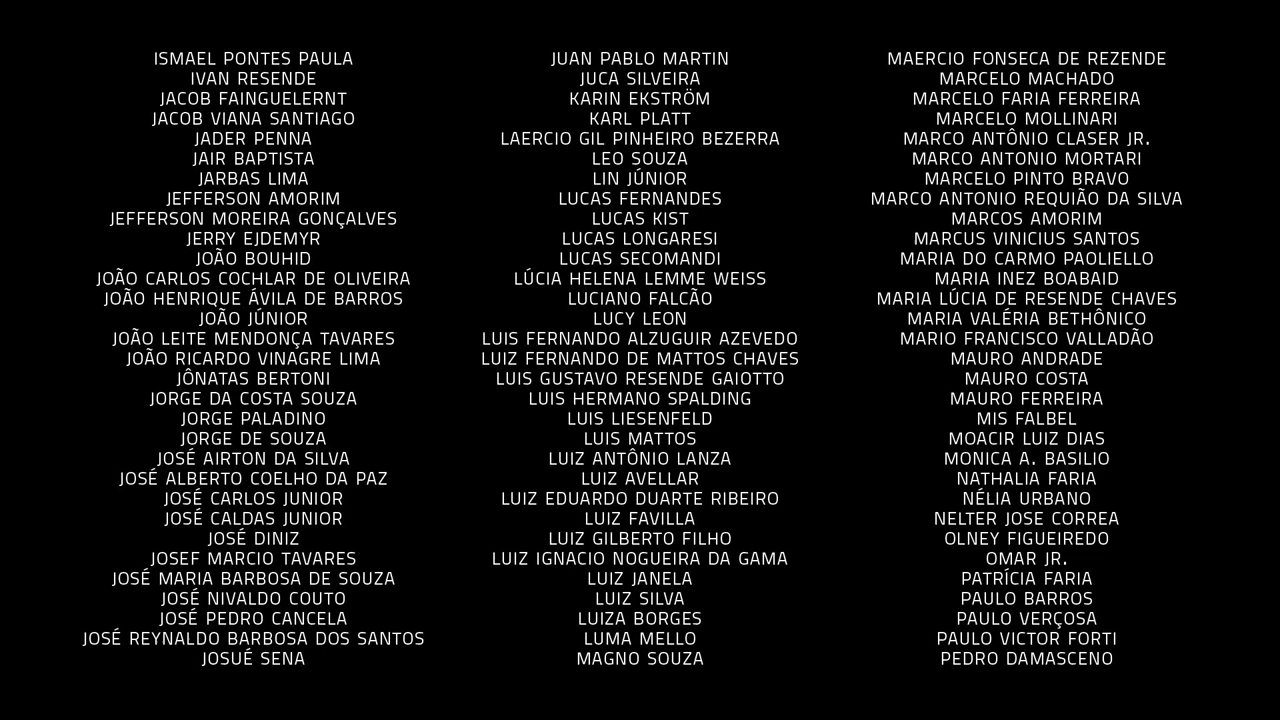 ISMAEL PONTES PAULA
IVAN RESENDE
JACOB FAINGUELERNT
JACOB VIANA SANTIAGO
JADER PENNA
JAIR BAPTISTA
JARBAS LIMA
JEFFERSON AMORIM
JEFFERSON MOREIRA GONÇALVES
JERRY EJDEMYR
JOÃO BOUHID
JOÃO CARLOS COCHLAR DE OLIVEIRA
JOÃO HENRIQUE ÁVILA DE BARROS
JOÃO JÚNIOR
JOÃO LEITE MENDONÇA TAVARES
JOÃO RICARDO VINAGRE LIMA
JÔNATAS BERTONI
JORGE DA COSTA SOUZA
JORGE PALADINO
JORGE DE SOUZA
JOSÉ AIRTON DA SILVA
JOSÉ ALBERTO COELHO DA PAZ
JOSÉ CARLOS JUNIOR
JOSÉ CALDAS JUNIOR
JOSÉ DINIZ
JOSEF MARCIO TAVARES
JOSÉ MARIA BARBOSA DE SOUZA
JOSÉ NIVALDO COUTO
JOSÉ PEDRO CANCELA
JOSÉ REYNALDO BARBOSA DOS SANTOS
JOSUÉ SENA
JUAN PABLO MARTIN
JUCA SILVEIRA
KARIN EKSTRÖM
KARL PLATT
LAERCIO GIL PINHEIRO BEZERRA
LEO SOUZA
LIN JÚNIOR
LUCAS FERNANDES
LUCAS KIST
LUCAS LONGARESI
LUCAS SECOMANDI
LÚCIA HELENA LEMME WEISS
LUCIANO FALCÃO
LUCY LEON
LUIS FERNANDO ALZUGUIR AZEVEDO
LUIZ FERNANDO DE MATTOS CHAVES
LUIS GUSTAVO RESENDE GAIOTTO
LUIS HERMANO SPALDING
LUIS LIESENFELD
LUIS MATTOS
LUIZ ANTÔNIO LANZA
LUIZ AVELLAR
LUIZ EDUARDO DUARTE RIBEIRO
LUIZ FAVILLA
LUIZ GILBERTO FILHO
LUIZ IGNACIO NOGUEIRA DA GAMA
LUIZ JANELA
LUIZ SILVA
LUIZA BORGES
LUMA MELLO
MAGNO SOUZA
MAERCIO FONSECA DE REZENDE
MARCELO MACHADO
MARCELO FARIA FERREIRA
MARCELO MOLLINARI
MARCO ANTÔNIO CLASER JR.
MARCO ANTONIO MORTARI
MARCELO PINTO BRAVO
MARCO ANTONIO REQUIÃO DA SILVA
MARCOS AMORIM
MARCUS VINICIUS SANTOS
MARIA DO CARMO PAOLIELLO
MARIA INEZ BOABAID
MARIA LÚCIA DE RESENDE CHAVES
MARIA VALÉRIA BETHÔNICO
MARIO FRANCISCO VALLADÃO
MAURO ANDRADE
MAURO COSTA
MAURO FERREIRA
MIS FALBEL
MOACIR LUIZ DIAS
MONICA A. BASILIO
NATHALIA FARIA
NÉLIA URBANO
NELTER JOSE CORREA
OLNEY FIGUEIREDO
OMAR JR.
PATRÍCIA FARIA
PAULO BARROS
PAULO VERÇOSA
PAULO VICTOR FORTI
PEDRO DAMASCENO